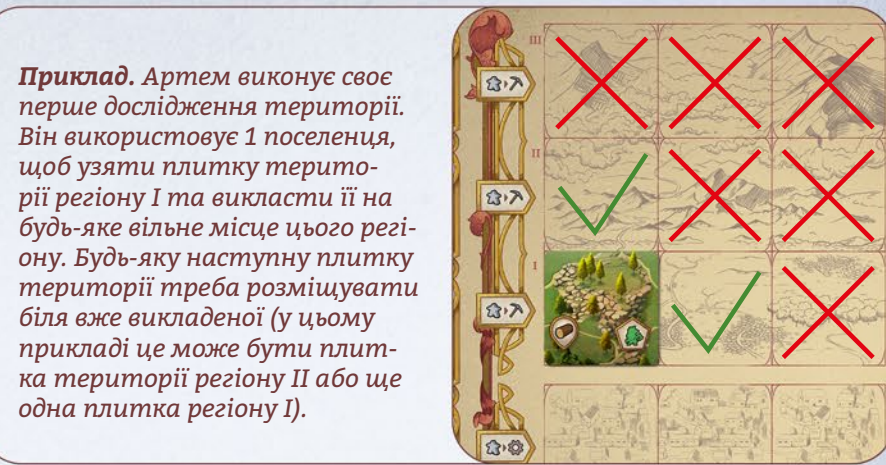 Приклад. Артем виконує своє
перше дослідження території.
Він використовує 1 поселенця,
щоб узяти плитку терито-
рії регіону I та викласти її на
будь-яке вільне місце цього регі-
ону. Будь-яку наступну плитку
території треба розміщувати
біля вже викладеної (у цьому
прикладі це може бути плит-
ка території регіону II або ще
одна плитка регіону I).
III
II
I